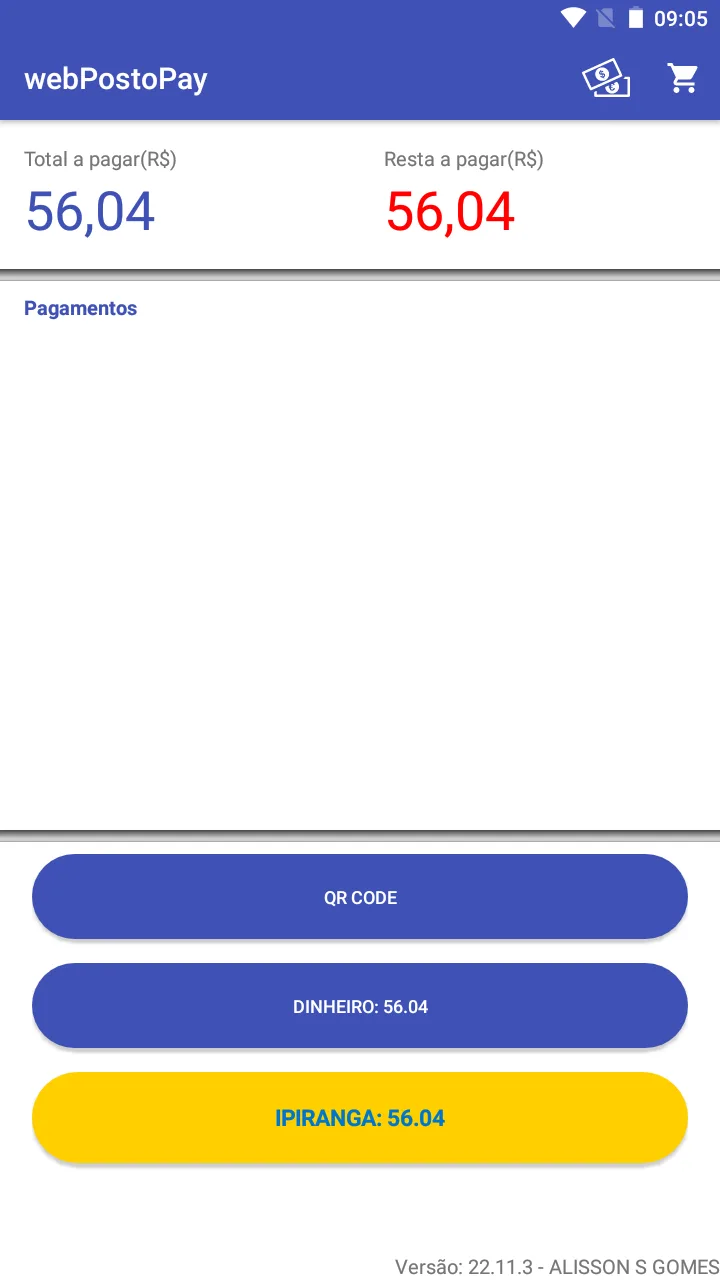 09:05
webPostoPay
Total a pagar(R$)
Resta a pagar(R$)
56,04
56,04
Pagamentos
QR CODE
DINHEIRO: 56.04
IPIRANGA: 56.04
Versão: 22.11.3 - ALISSON S GOMES